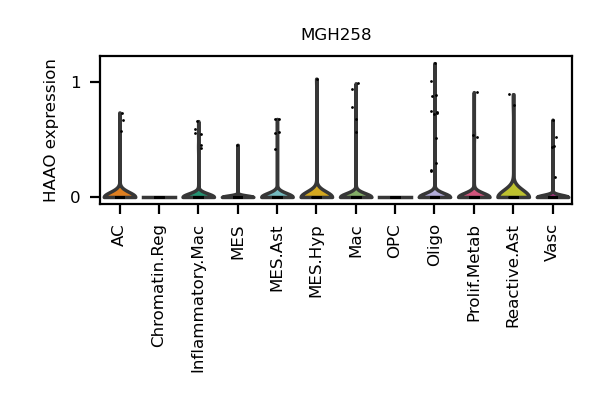 MGH258
HAAO expression
1
0
AC
Chromatin.Reg
Inflammatory.Mac
MES
MES.Ast
MES.Hyp
Mac
OPC
Oligo
Prolif.Metab
Reactive.Ast
Vasc